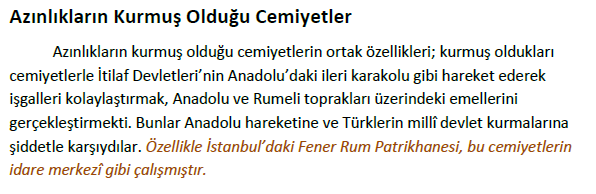 Azınlıkların Kurmuş Olduğu Cemiyetler
Azınlıkların kurmuş olduğu cemiyetlerin ortak özellikleri; kurmuş oldukları
cemiyetlerle İtilaf Devletleri’nin Anadolu’daki ileri karakolu gibi hareket ederek
işgalleri kolaylaştırmak, Anadolu ve Rumeli toprakları üzerindeki emellerini
gerçekleştirmekti. Bunlar Anadolu hareketine ve Türklerin millî devlet kurmalarına
şiddetle karşıydılar. Özellikle İstanbul’daki Fener Rum Patrikhanesi, bu cemiyetlerin
idare merkezî gibi çalışmıştır.